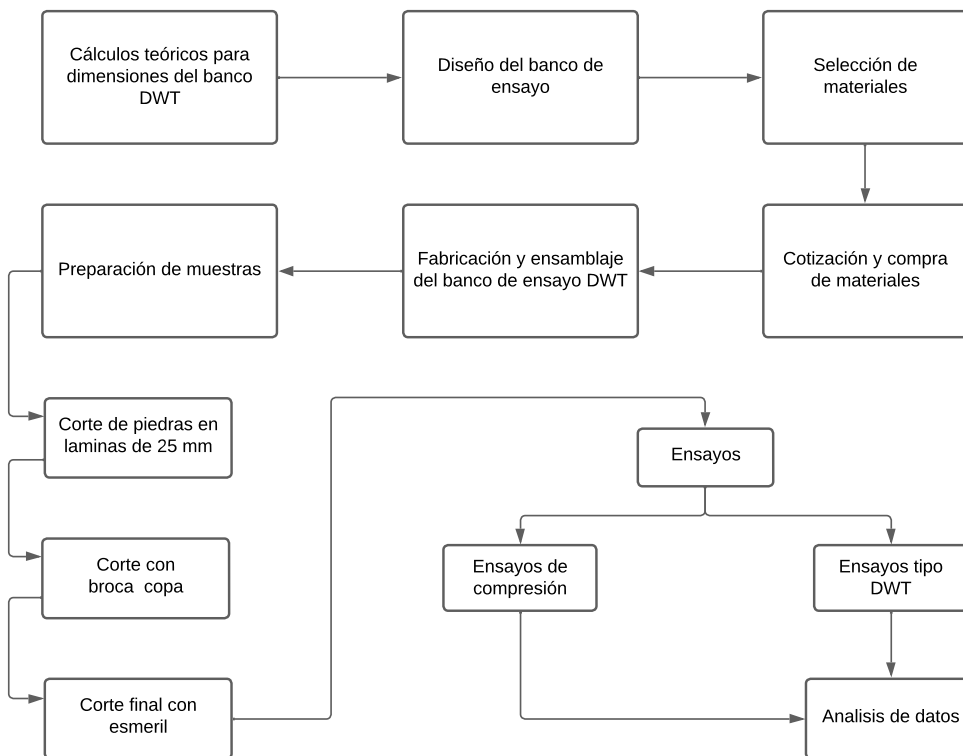 Cálculos teóricos para
dimensiones del banco
DWT
Diseño del banco de
ensayo
Selección de
materiales
Cotización y compra
de materiales
Fabricación y ensamblaje
del banco de ensayo DWT
Preparación de muestras
Corte de piedras en
laminas de 25 mm
Corte con
broca copa
Corte final con
esmeril
Ensayos
Ensayos de
compresión
Ensayos tipo
DWT
Analisis de datos